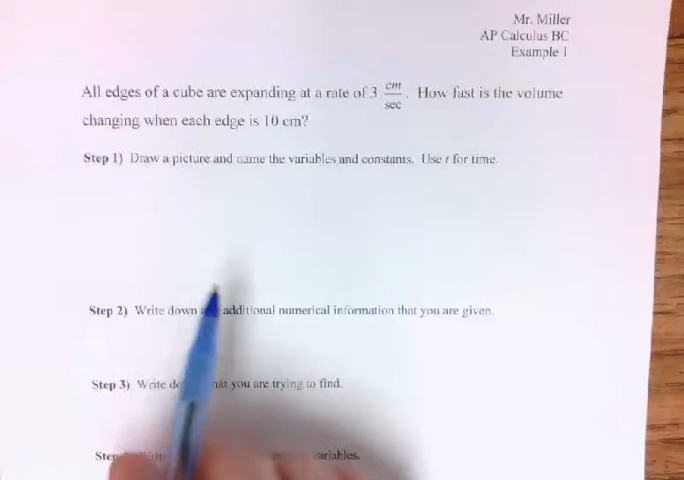 Mr. Miller
AP Calculus BC
Example 1
All edges of a cube are expanding at a rate of 3 cm/sec. How fast is the volume
changing when each edge is 10 cm?
Step 1) Draw a picture and name the variables and constants. Use t for time.
Step 2) Write down additional numerical information that you are given.
Step 3) Write you are trying to find.